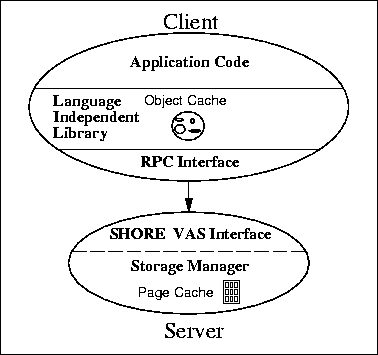 Client
Application Code
Language Object Cache
Independent
Library
RPC Interface
SHORE VAS Interface
Storage Manager
Page Cache
Server